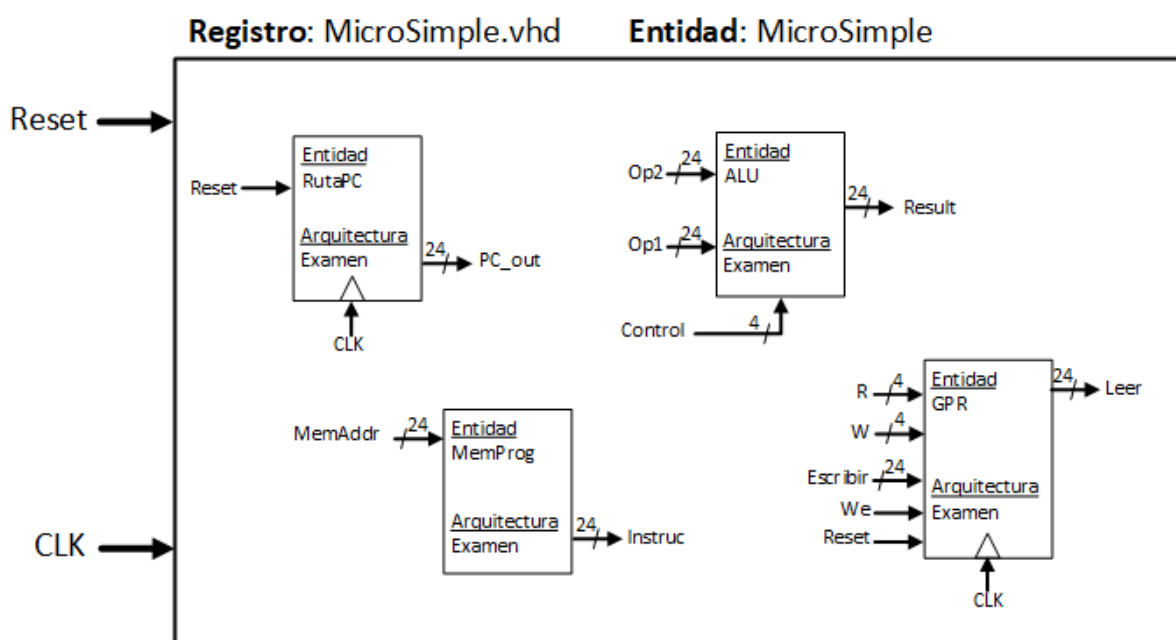 Registro: MicroSimple.vhd Entidad: MicroSimple
Reset
Entidad
RutaPC
Reset
Arquitectura
Examen
24
PC_out
CLK
Op2
24
Entidad
ALU
24
Result
Op1
24
Arquitectura
Examen
Control
4
MemAddr
24
Entidad
MemProg
Arquitectura
Examen
24
Instruc
R
4
Entidad
GPR
24
Leer
W
4
Escribir
24
Arquitectura
Examen
We
Reset
CLK
CLK